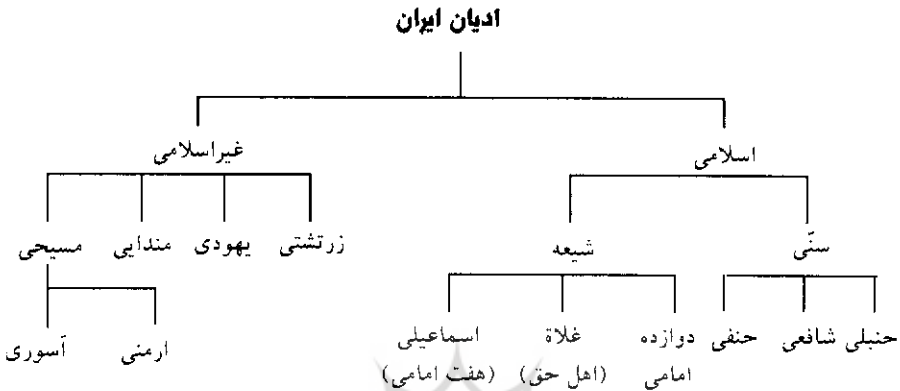 ادیان ایران
اسلامی غیراسلامی
سنّی شیعه زرتشتی یهودی مندایی مسیحی
حنبلی شافعی حنفی دوازده امامی غلاة (اهل حق) اسماعیلی (هفت امامی) ارمنی آسوری